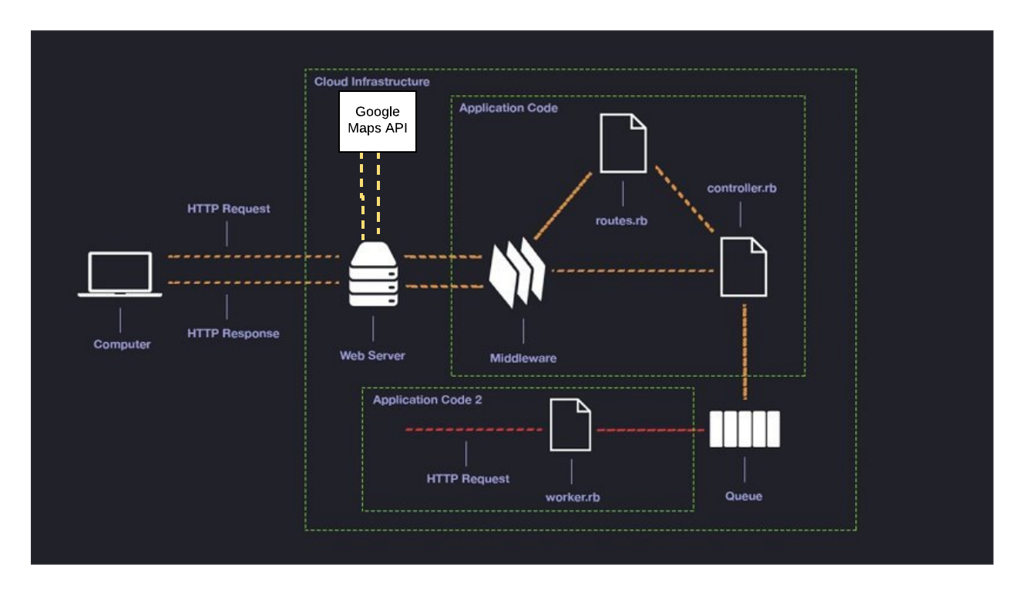 Cloud Infrastructure
Google
Maps API
Application Code
controller.rb
HTTP Request
routes.rb
HTTP Response
Computer
Web Server
Middleware
Application Code 2
HTTP Request
worker.rb
Queue